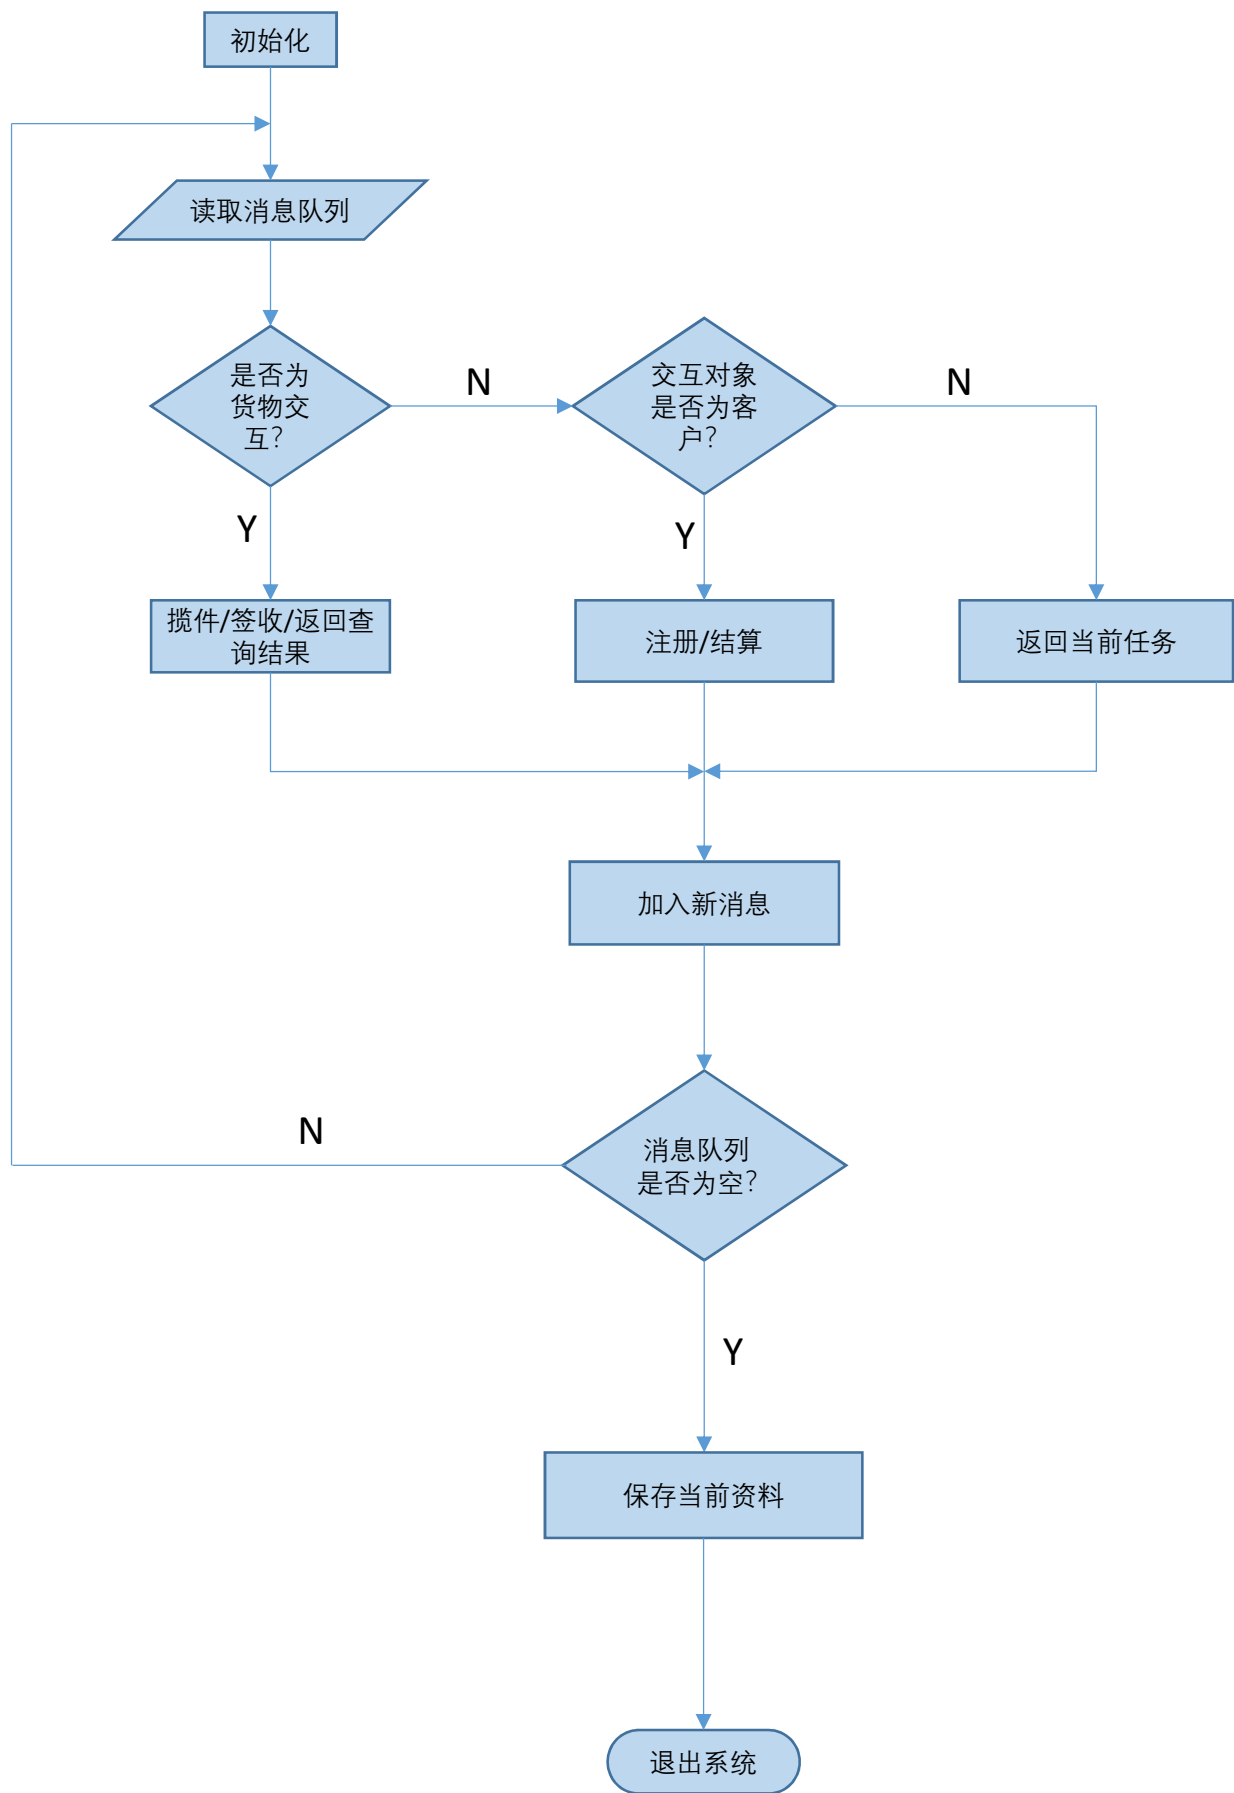 初始化
读取消息队列
是否为
货物交
互?
N
交互对象
是否为客
户?
N
Y
Y
揽件/签收/返回查
询结果
注册/结算
返回当前任务
加入新消息
N
消息队列
是否为空?
Y
保存当前资料
退出系统